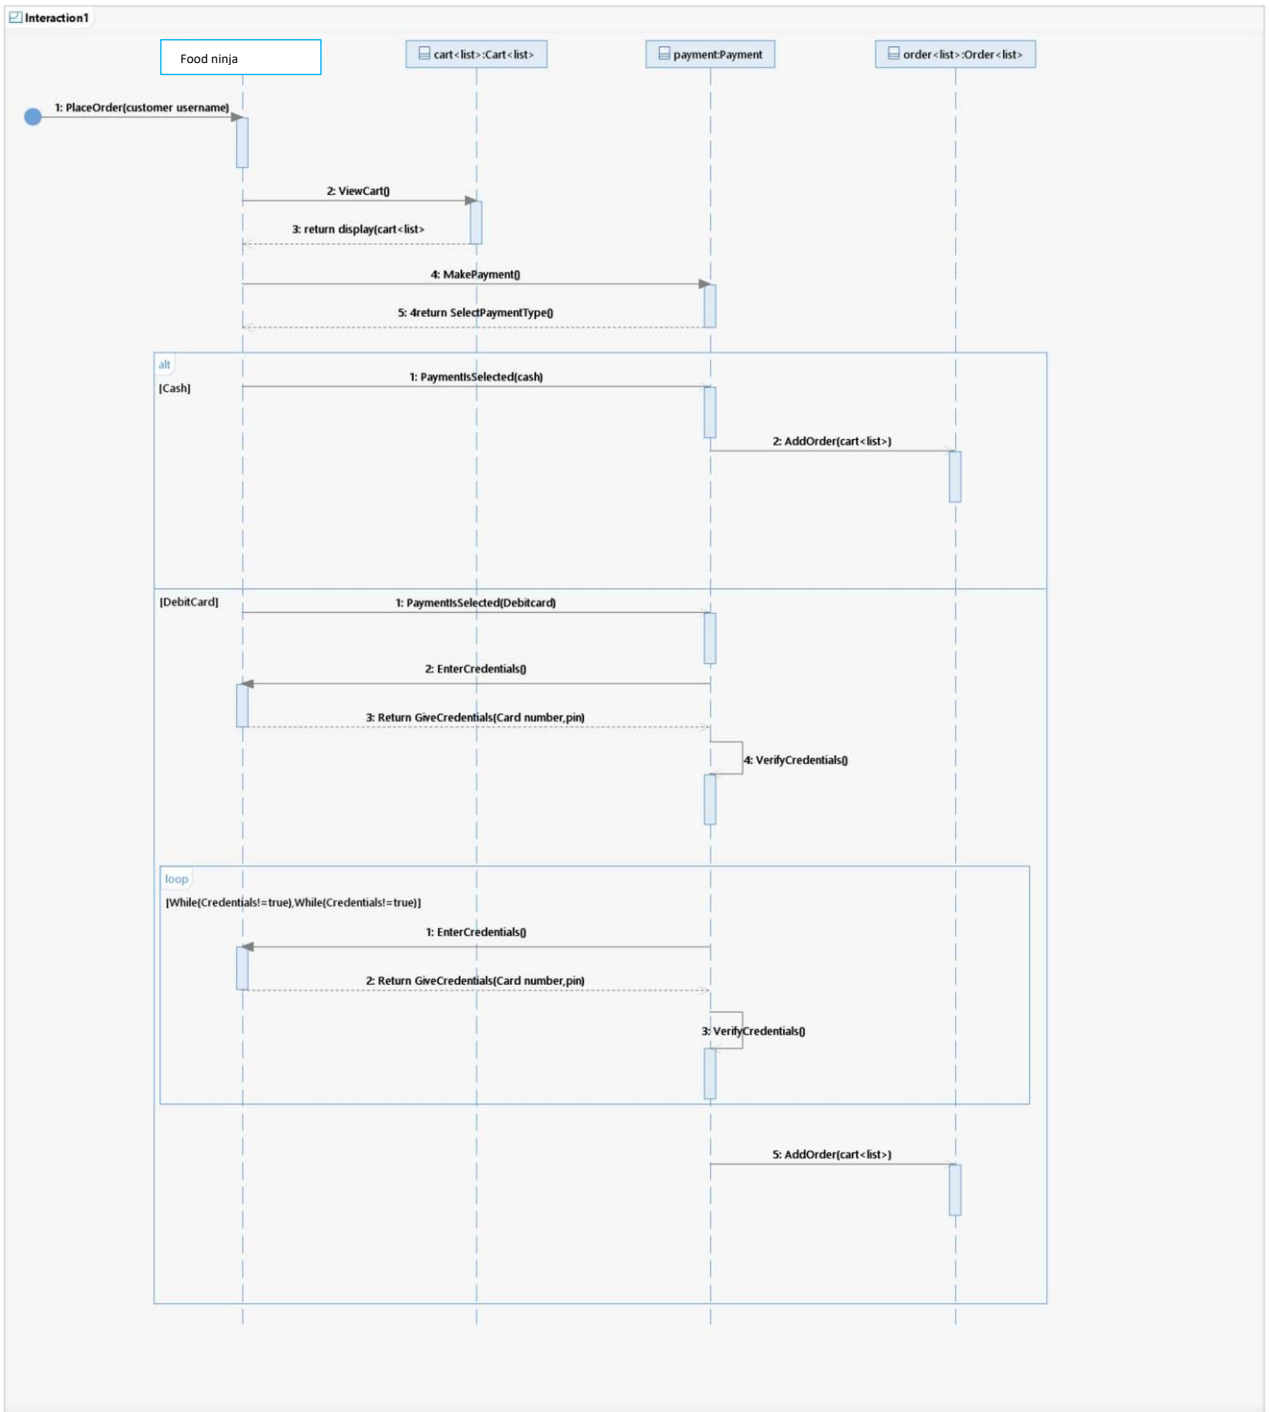 Interaction1
Food ninja
cart<list>:Cart<list>
payment:Payment
order<list>:Order<list>
1: PlaceOrder(customer username)
2: ViewCart()
3: return display(cart<list>
4: MakePayment()
5: 4return SelectPaymentType()
alt
[Cash]
1: PaymentIsSelected(cash)
2: AddOrder(cart<list>)
[DebitCard]
1: PaymentIsSelected(Debitcard)
2: EnterCredentials()
3: Return GiveCredentials(Card number,pin)
4: VerifyCredentials()
loop
[While(Credentials!=true),While(Credentials!=true)]
1: EnterCredentials()
2: Return GiveCredentials(Card number,pin)
3: VerifyCredentials()
5: AddOrder(cart<list>)